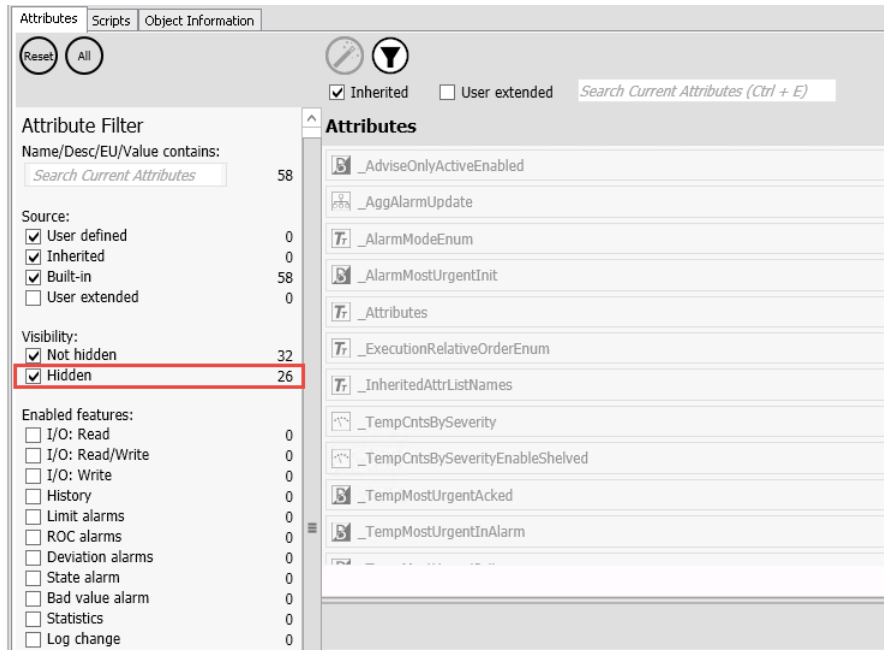 Attributes Scripts Object Information
Reset All
Inherited User extended Search Current Attributes (Ctrl + E)
Attribute Filter
Name/Desc/EU/Value contains:
Search Current Attributes 58
Source:
User defined 0
Inherited 0
Built-in 58
User extended 0
Visibility:
Not hidden 32
Hidden 26
Enabled features:
I/O: Read 0
I/O: Read/Write 0
I/O: Write 0
History 0
Limit alarms 0
ROC alarms 0
Deviation alarms 0
State alarm 0
Bad value alarm 0
Statistics 0
Log change 0
Attributes
_AdviseOnlyActiveEnabled
_AggAlarmUpdate
_AlarmModeEnum
_AlarmMostUrgentInit
_Attributes
_ExecutionRelativeOrderEnum
_InheritedAttrListNames
_TempCntsBySeverity
_TempCntsBySeverityEnableShelved
_TempMostUrgentAcked
_TempMostUrgentInAlarm